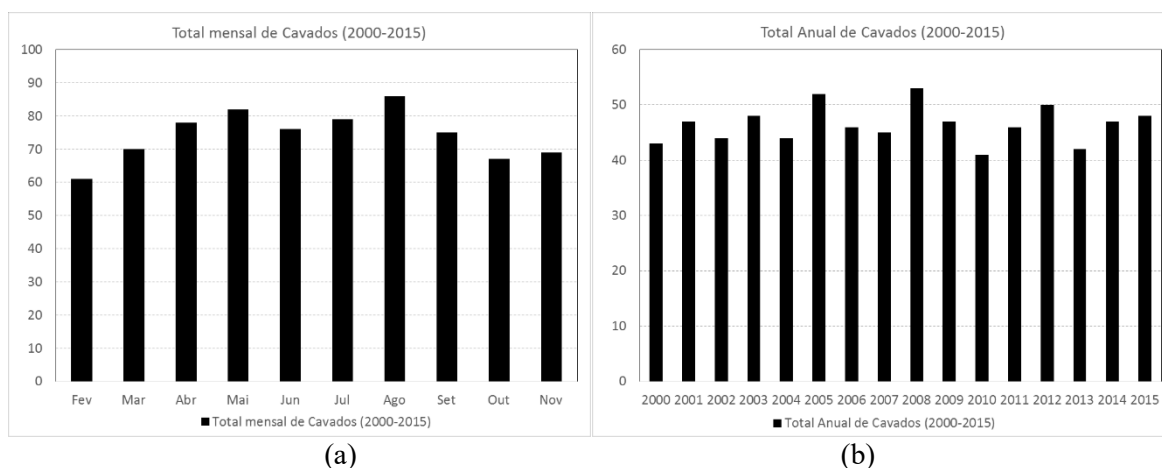 Total mensal de Cavados (2000-2015)
100
90
80
70
60
50
40
30
20
10
0
Fev Mar Abr Mai Jun Jul Ago Set Out Nov
■ Total mensal de Cavados (2000-2015)
(a)
Total Anual de Cavados (2000-2015)
60
50
40
30
20
10
0
2000 2001 2002 2003 2004 2005 2006 2007 2008 2009 2010 2011 2012 2013 2014 2015
■ Total Anual de Cavados (2000-2015)
(b)